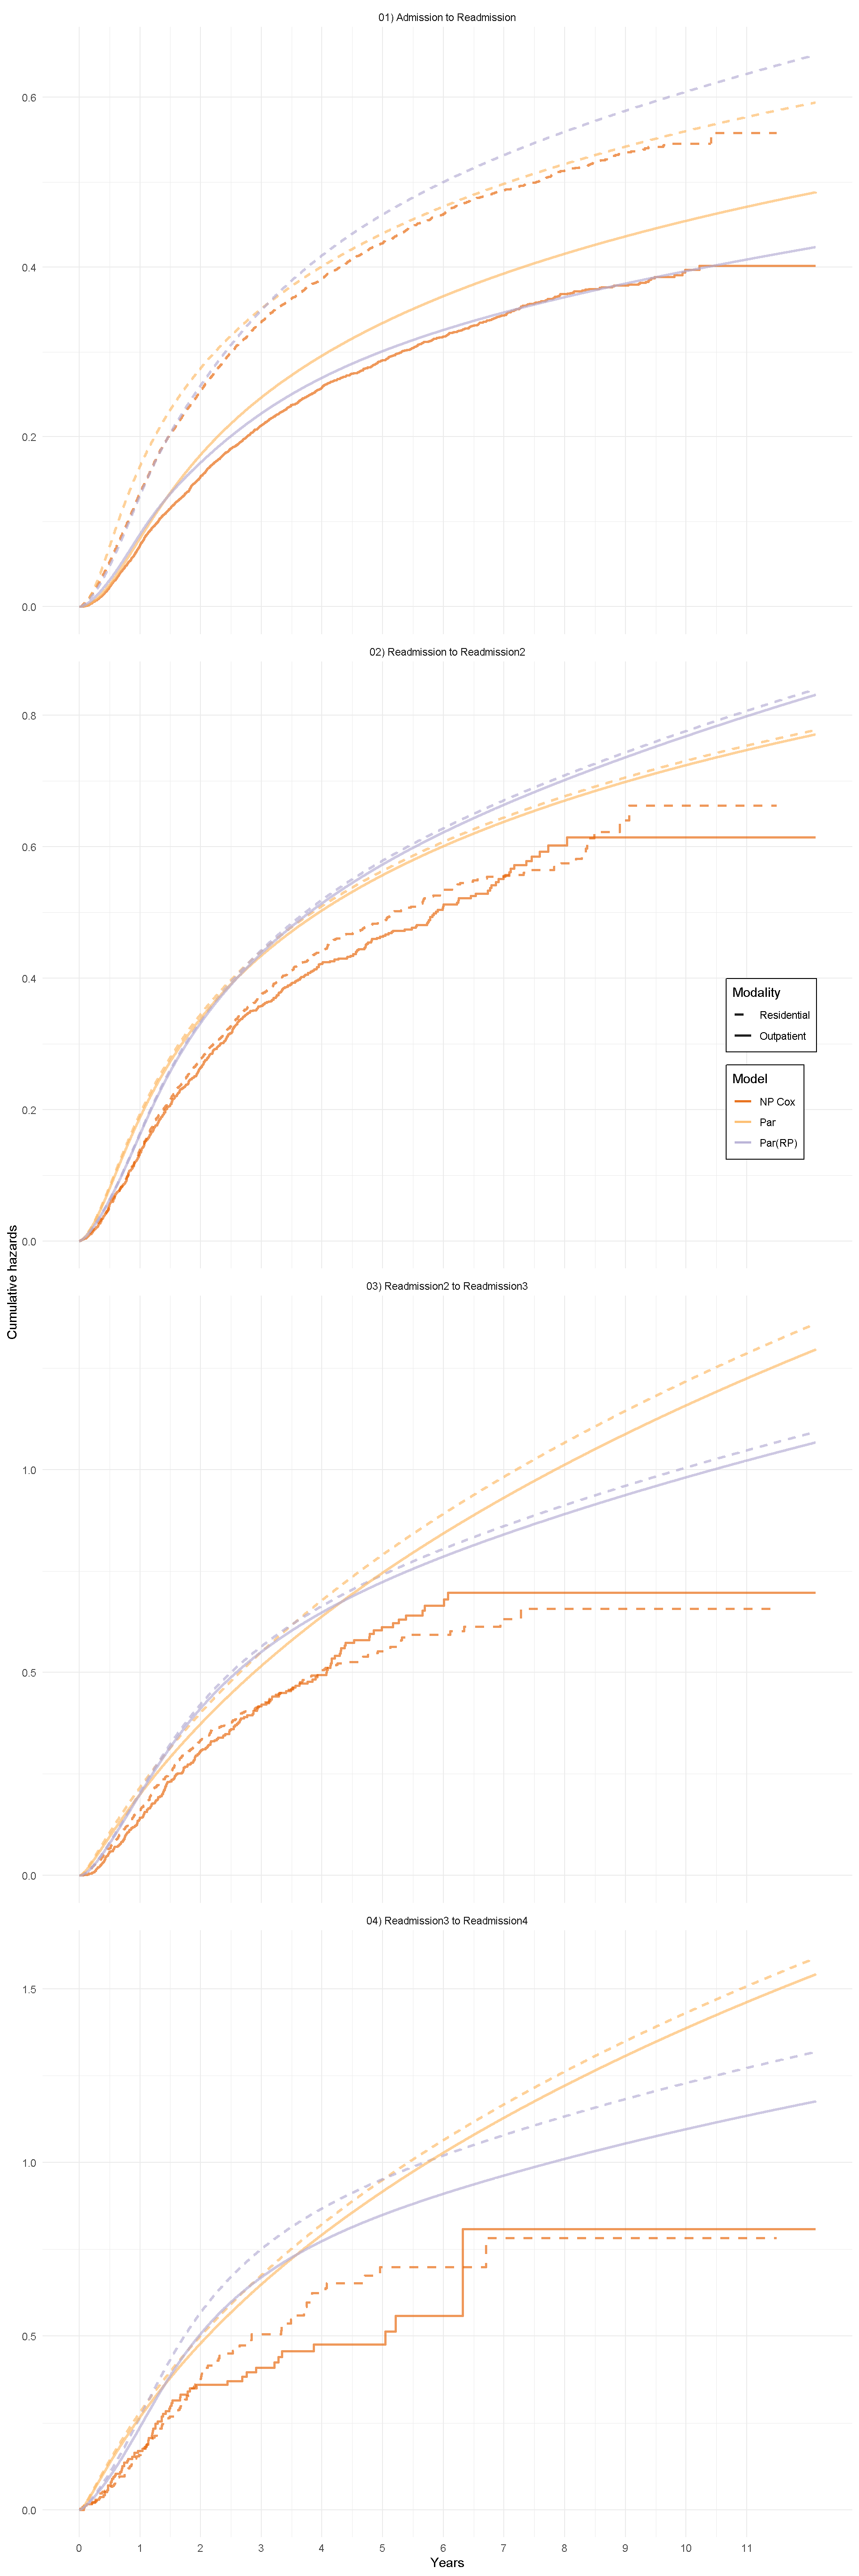 01) Admission to Readmission
0.6
0.4
0.2
0.0
02) Readmission to Readmission2
0.8
0.6
0.4
0.2
0.0
Modality
Residential
Outpatient
Model
NP Cox
Par
Par(RP)
Cumulative hazards
03) Readmission2 to Readmission3
1.0
0.5
0.0
04) Readmission3 to Readmission4
1.5
1.0
0.5
0.0
0 1 2 3 4 5 6 7 8 9 10 11
Years